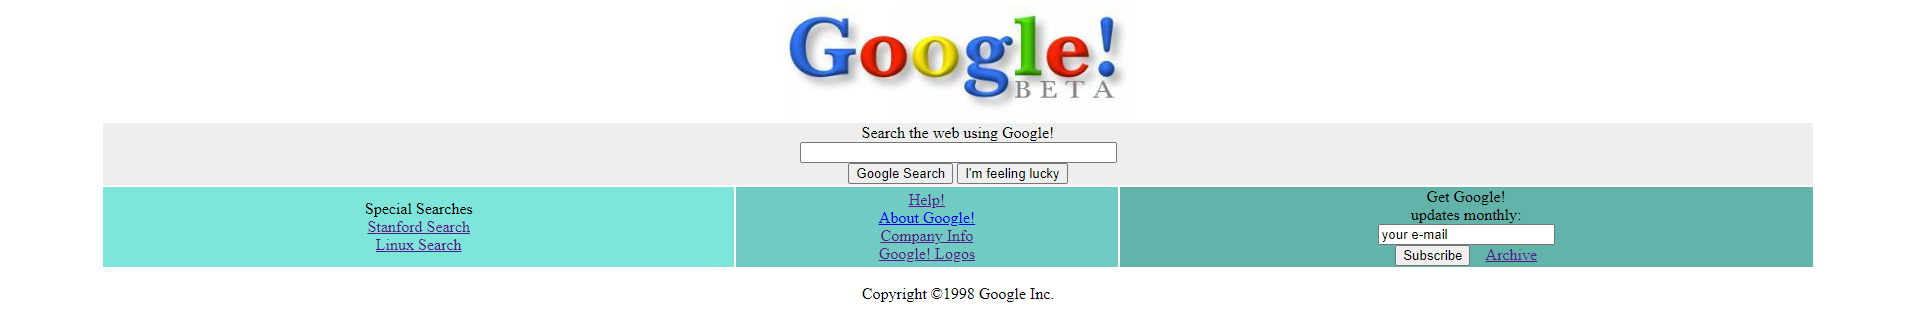 Google!
BETA
Search the web using Google!
Google Search I'm feeling lucky
Special Searches
Stanford Search
Linux Search
Help!
About Google!
Company Info
Google! Logos
Get Google!
updates monthly:
your e-mail
Subscribe Archive
Copyright ©1998 Google Inc.